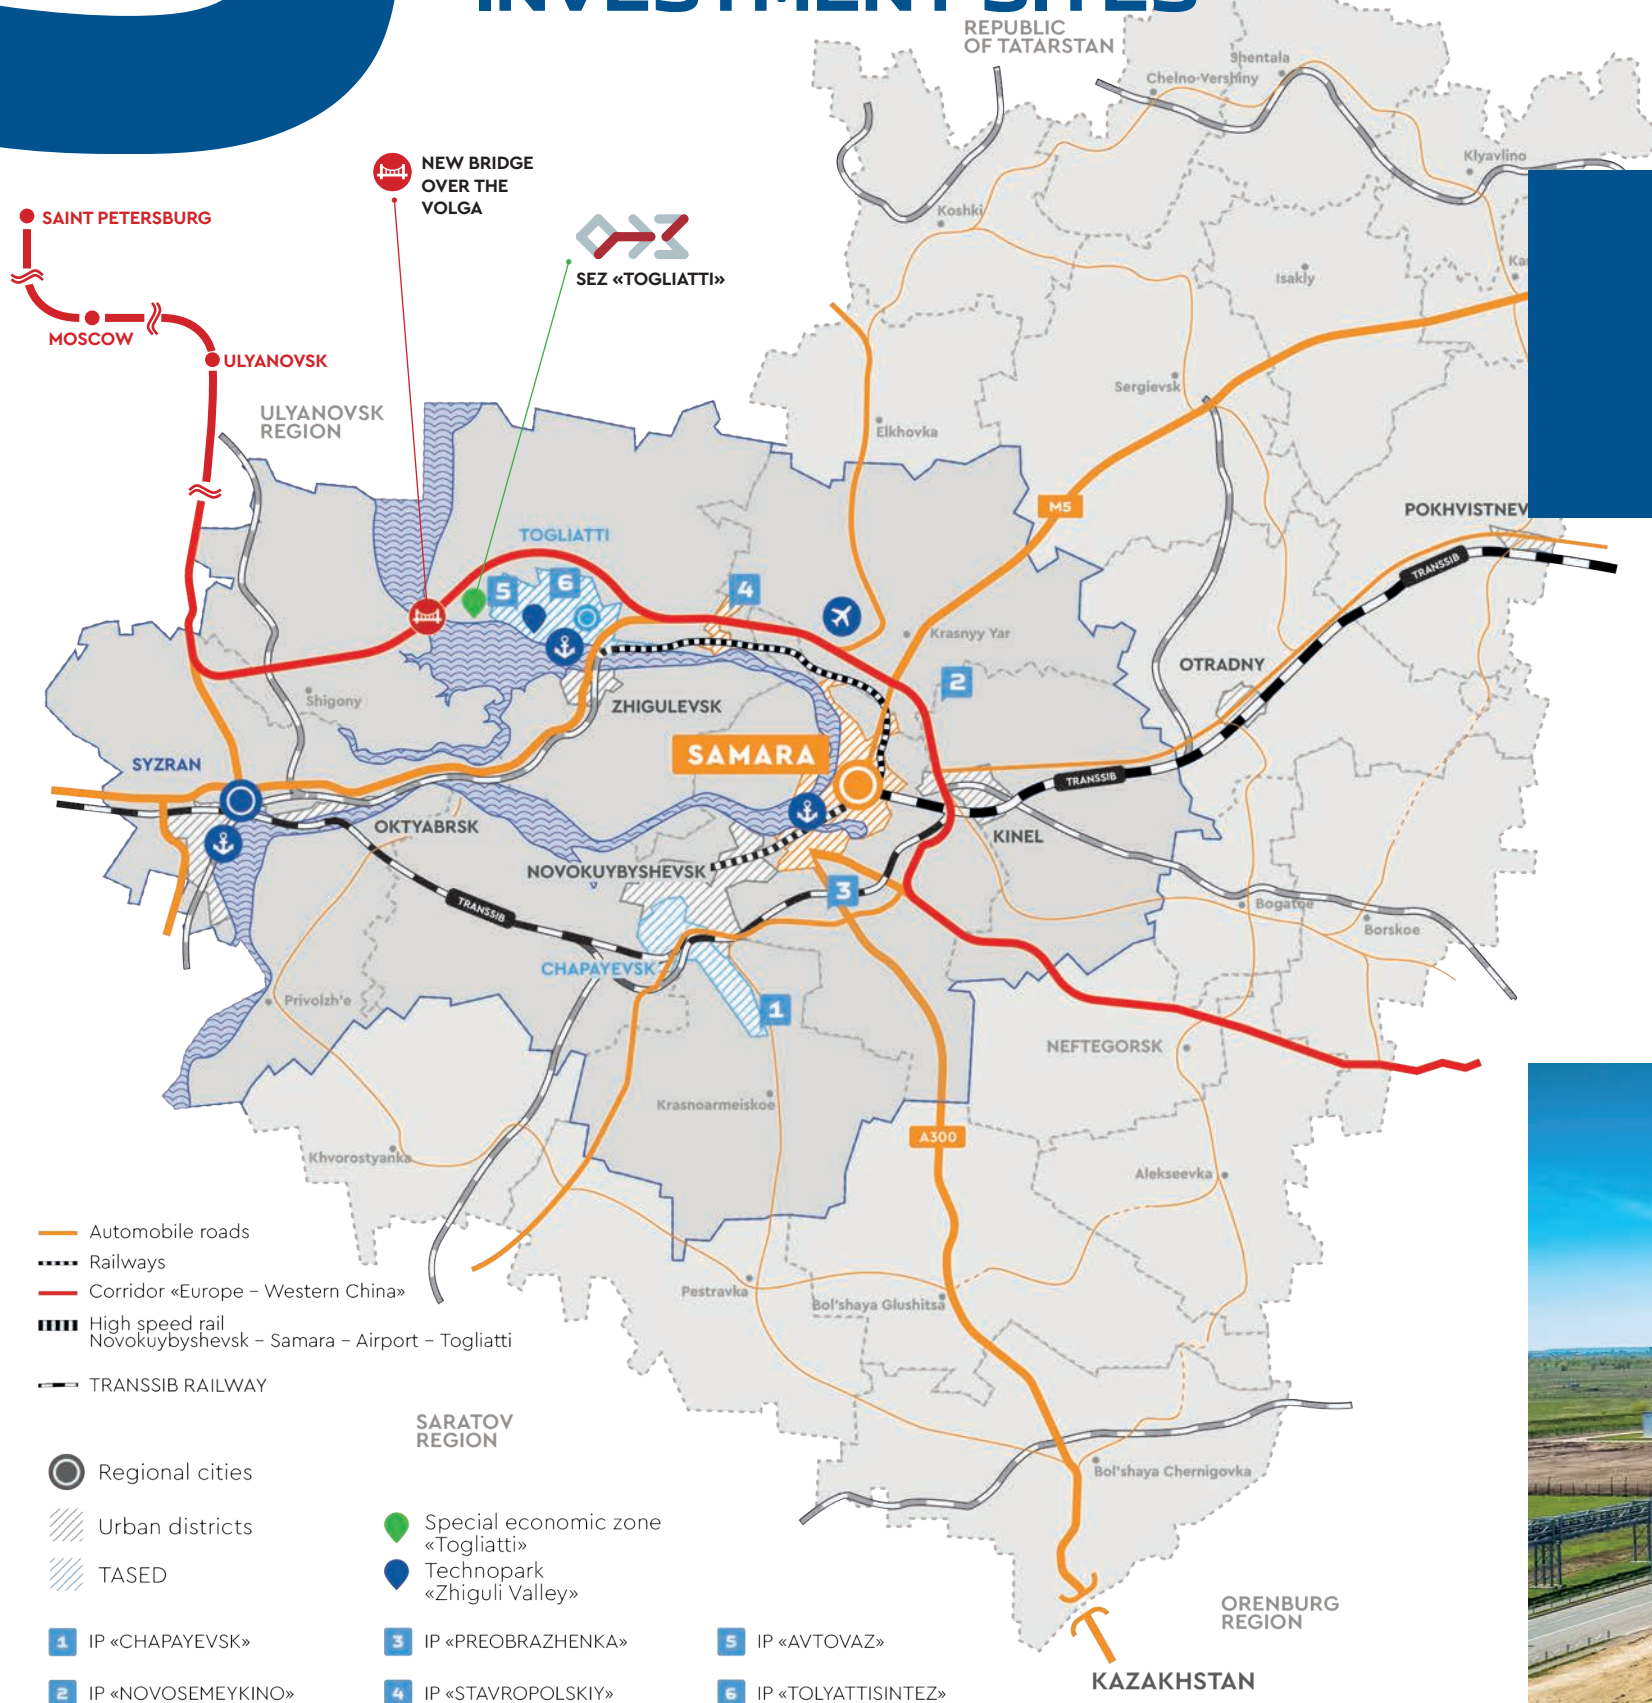 INVESTMENT SITES
REPUBLIC
OF TATARSTAN
Shentala
Chelno-Vershiny
Klyavlino
NEW BRIDGE
OVER THE
VOLGA
SAINT PETERSBURG
Koshki
SEZ «TOGLIATTI»
Isakly
MOSCOW
ULYANOVSK
Sergievsk
ULYANOVSK
REGION
Elkhovka
M5
POKHVISTNEV
TOGLIATTI
TRANSSIB
5
6
4
Krasnyy Yar
OTRADNY
2
Shigony
ZHIGULEVSK
SAMARA
SYZRAN
TRANSSIB
OKTYABRSK
KINEL
NOVOKUYBYSHEVSK
3
TRANSSIB
Bogatoe
Borskoe
CHAPAYEVSK
Privolzh'e
1
NEFTEGORSK
Krasnoarmeiskoe
A300
Khvorostyanka
Alekseevka
Automobile roads
Railways
Corridor «Europe – Western China»
High speed rail
Novokuybyshevsk – Samara – Airport – Togliatti
TRANSSIB RAILWAY
Pestravka
Bol'shaya Glushitsa
SARATOV
REGION
Bol'shaya Chernigovka
Regional cities
Urban districts
TASED
Special economic zone
«Togliatti»
Technopark
«Zhiguli Valley»
ORENBURG
REGION
KAZAKHSTAN
1 IP «CHAPAYEVSK»
3 IP «PREOBRAZHENKA»
5 IP «AVTOVAZ»
2 IP «NOVOSEMEYKINO»
4 IP «STAVROPOLSKIY»
6 IP «TOLYATTISINTEZ»